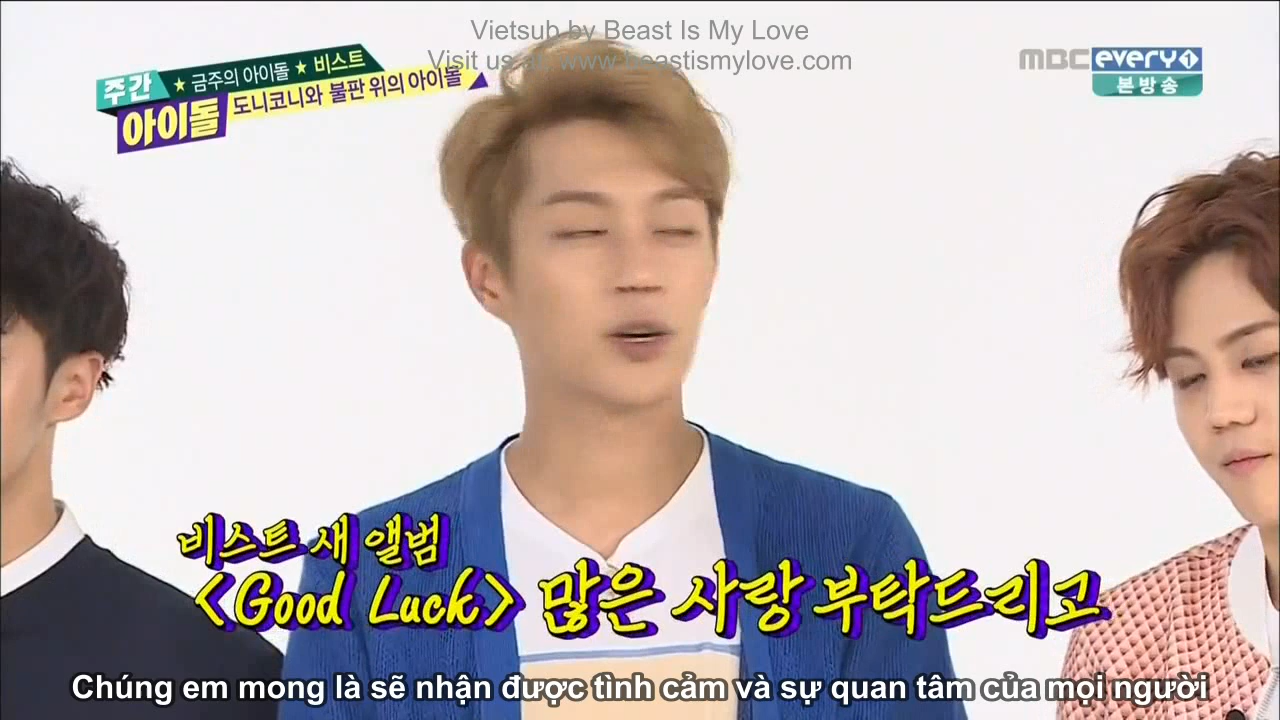 Vietsub by Beast Is My Love
Visit us at: www.beastismylove.com
주간 아이돌
★ 금주의 아이돌 ★ 비스트
도니코니와 불판 위의 아이돌
MBC every1
본방송
비스트 새 앨범
<Good Luck> 많은 사랑 부탁드리고
Chúng em mong là sẽ nhận được tình cảm và sự quan tâm của mọi người